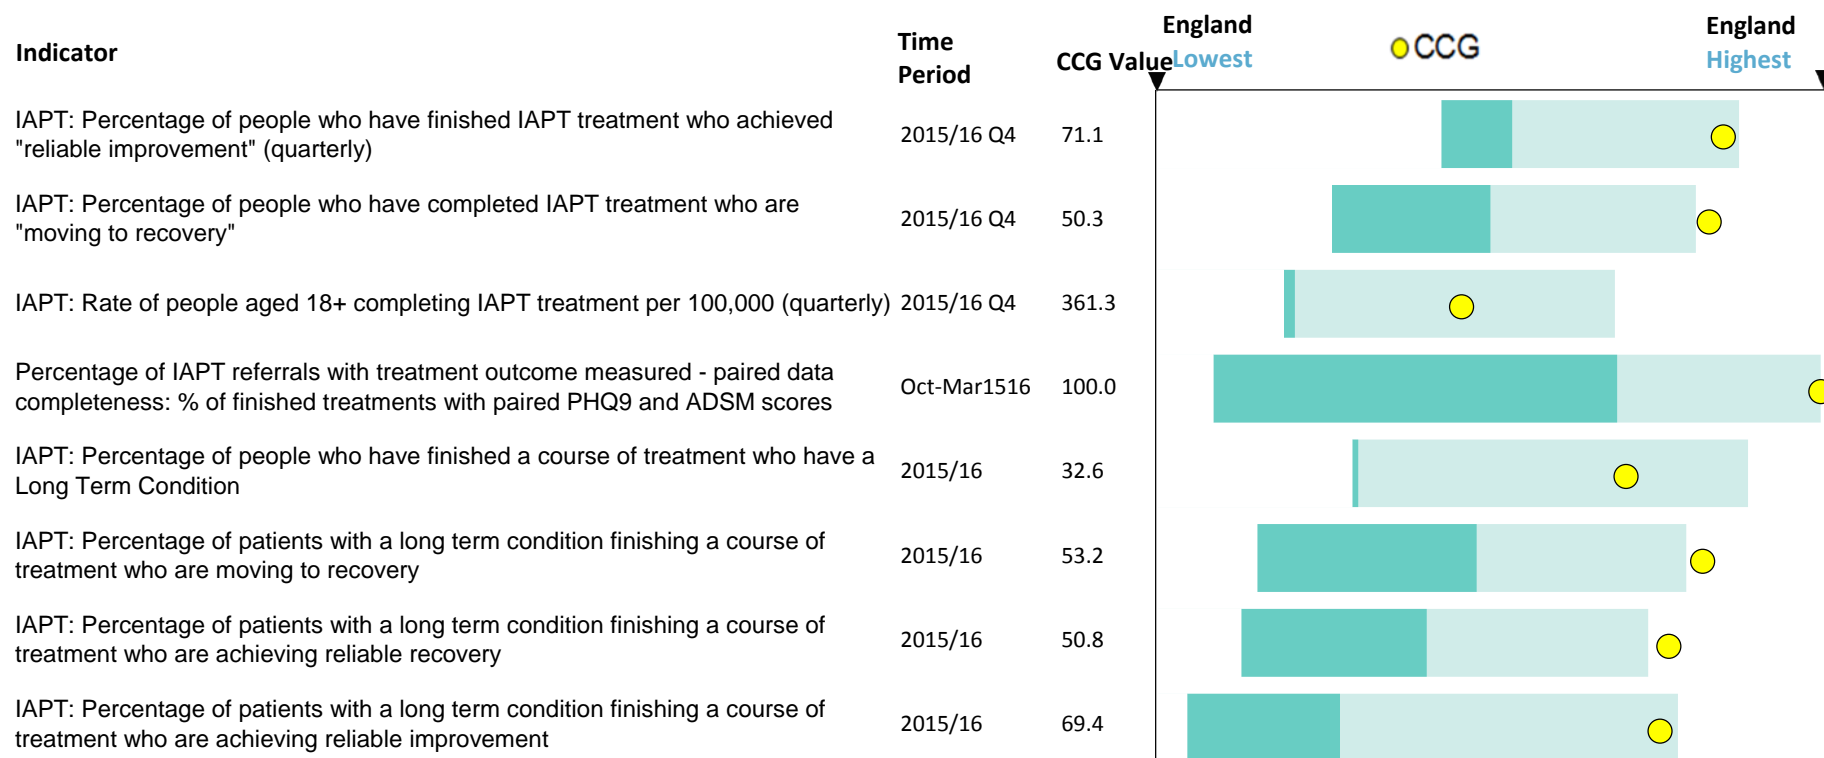 Indicator
Time
Period
CCG Value
England
Lowest
CCG
England
Highest
IAPT: Percentage of people who have finished IAPT treatment who achieved
"reliable improvement" (quarterly)
2015/16 Q4
71.1
IAPT: Percentage of people who have completed IAPT treatment who are
"moving to recovery"
2015/16 Q4
50.3
IAPT: Rate of people aged 18+ completing IAPT treatment per 100,000 (quarterly)
2015/16 Q4
361.3
Percentage of IAPT referrals with treatment outcome measured - paired data
completeness: % of finished treatments with paired PHQ9 and ADSM scores
Oct-Mar1516
100.0
IAPT: Percentage of people who have finished a course of treatment who have a
Long Term Condition
2015/16
32.6
IAPT: Percentage of patients with a long term condition finishing a course of
treatment who are moving to recovery
2015/16
53.2
IAPT: Percentage of patients with a long term condition finishing a course of
treatment who are achieving reliable recovery
2015/16
50.8
IAPT: Percentage of patients with a long term condition finishing a course of
treatment who are achieving reliable improvement
2015/16
69.4